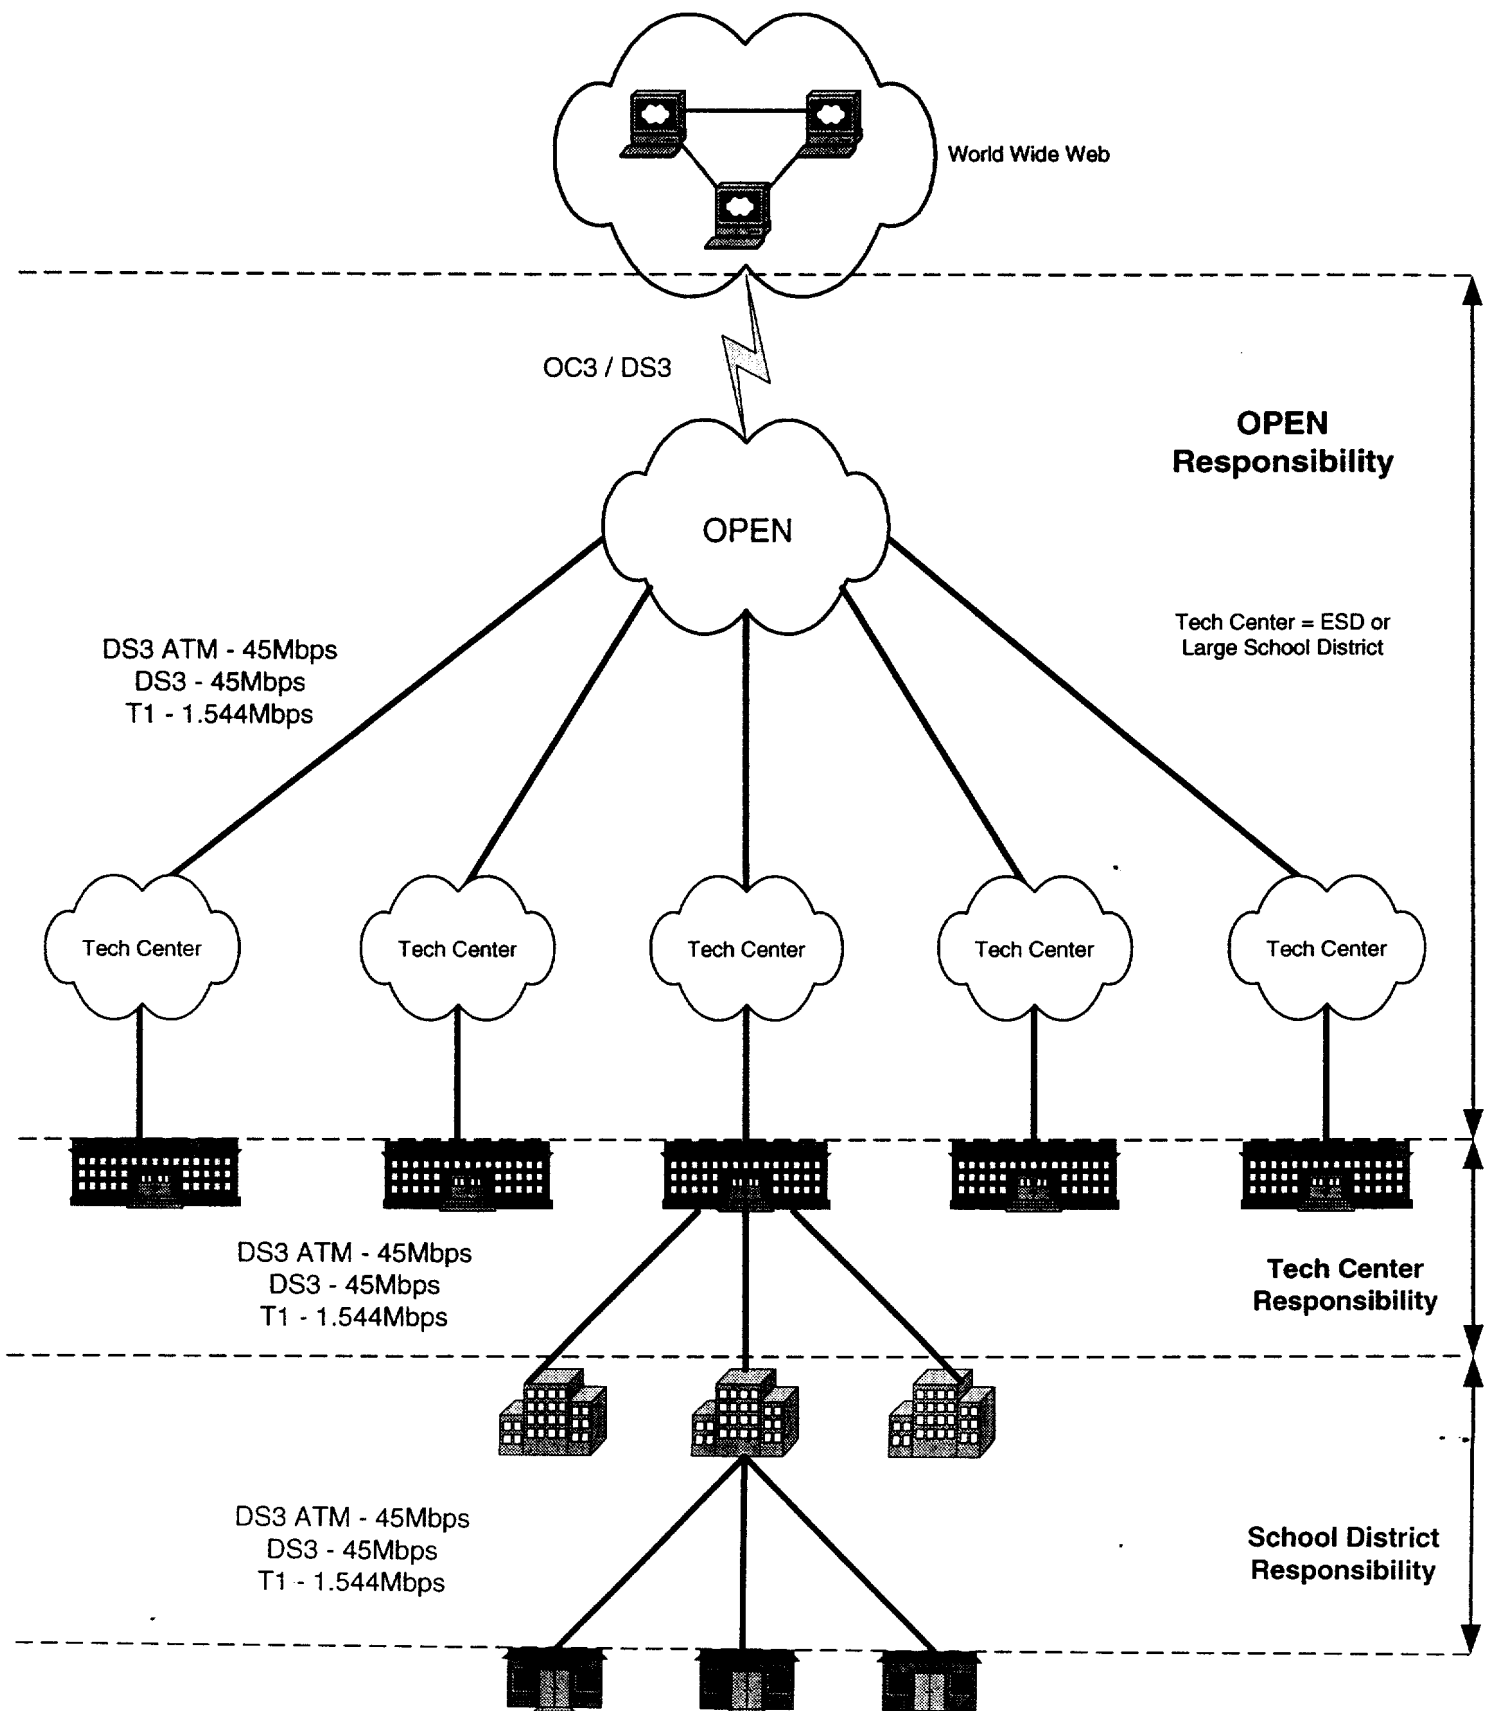 World Wide Web
OC3 / DS3
OPEN
Responsibility
OPEN
Tech Center = ESD or
Large School District
DS3 ATM - 45Mbps
DS3 - 45Mbps
T1 - 1.544Mbps
Tech Center
Tech Center
Tech Center
Tech Center
Tech Center
DS3 ATM - 45Mbps
DS3 - 45Mbps
T1 - 1.544Mbps
Tech Center
Responsibility
DS3 ATM - 45Mbps
DS3 - 45Mbps
T1 - 1.544Mbps
School District
Responsibility